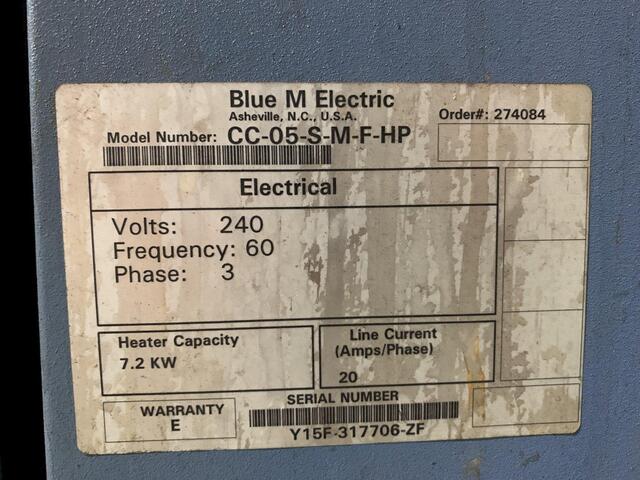 Blue M Electric
Asheville, N.C., U.S.A.
Order#: 274084
Model Number: CC-05-S-M-F-HP
Electrical
Volts: 240
Frequency: 60
Phase: 3
Heater Capacity
7.2 KW
Line Current
(Amps/Phase)
20
WARRANTY
E
SERIAL NUMBER
Y15F-317706-ZF